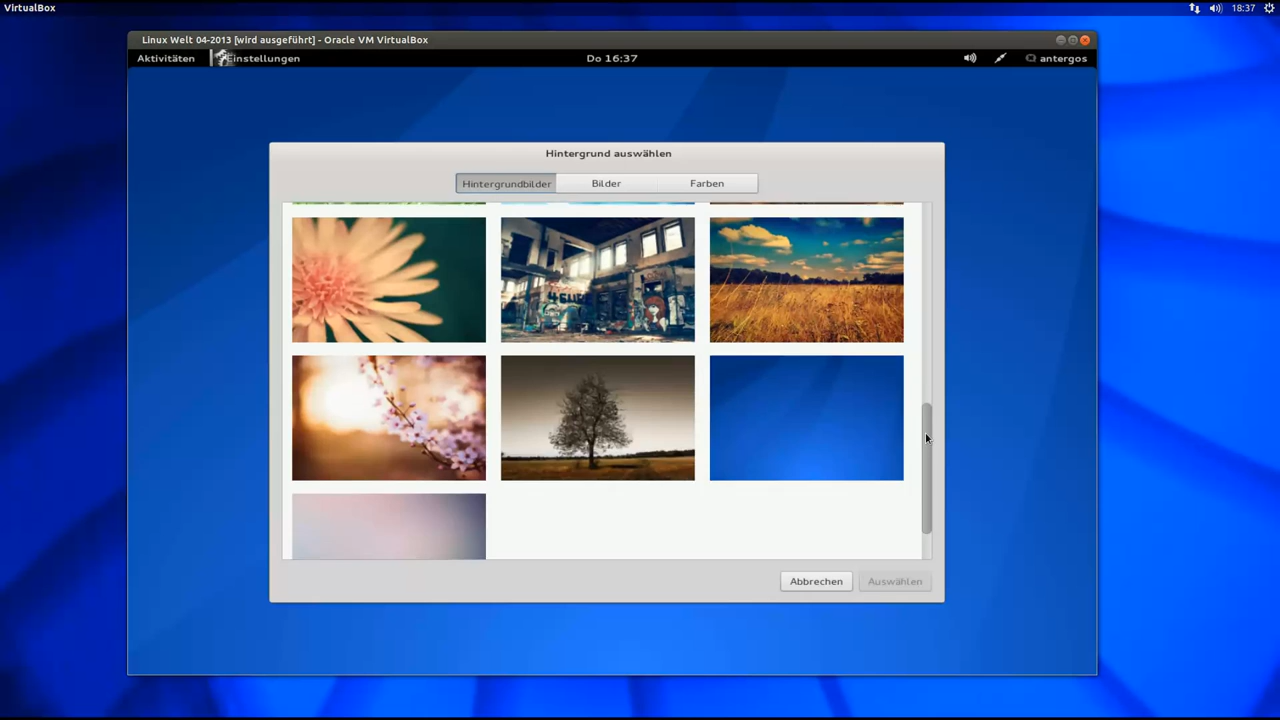 VirtualBox
18:37
Linux Welt 04-2013 [wird ausgeführt] - Oracle VM VirtualBox
Aktivitäten
Einstellungen
Do 16:37
antergos
Hintergrund auswählen
Hintergrundbilder
Bilder
Farben
Abbrechen
Auswählen